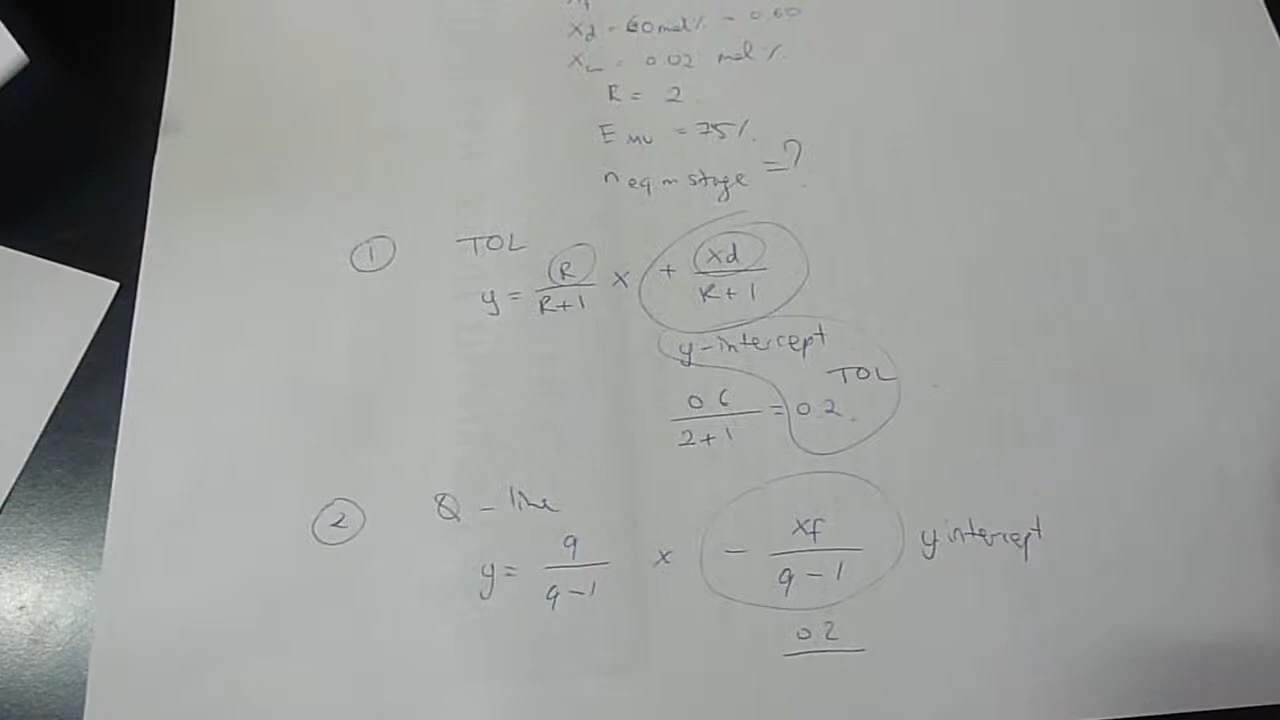 xd = 60 mol% = 0.60
= 0.02 mol %
R = 2
E MV = 75%
n eqm stage = ?
① TOL
y = R/R+1 x + xd/R+1
y-intercept
TOL
0 6/2+1 = 0.2
② Q - line
y = q/q-1 x - xf/q-1 y intercept
0 2